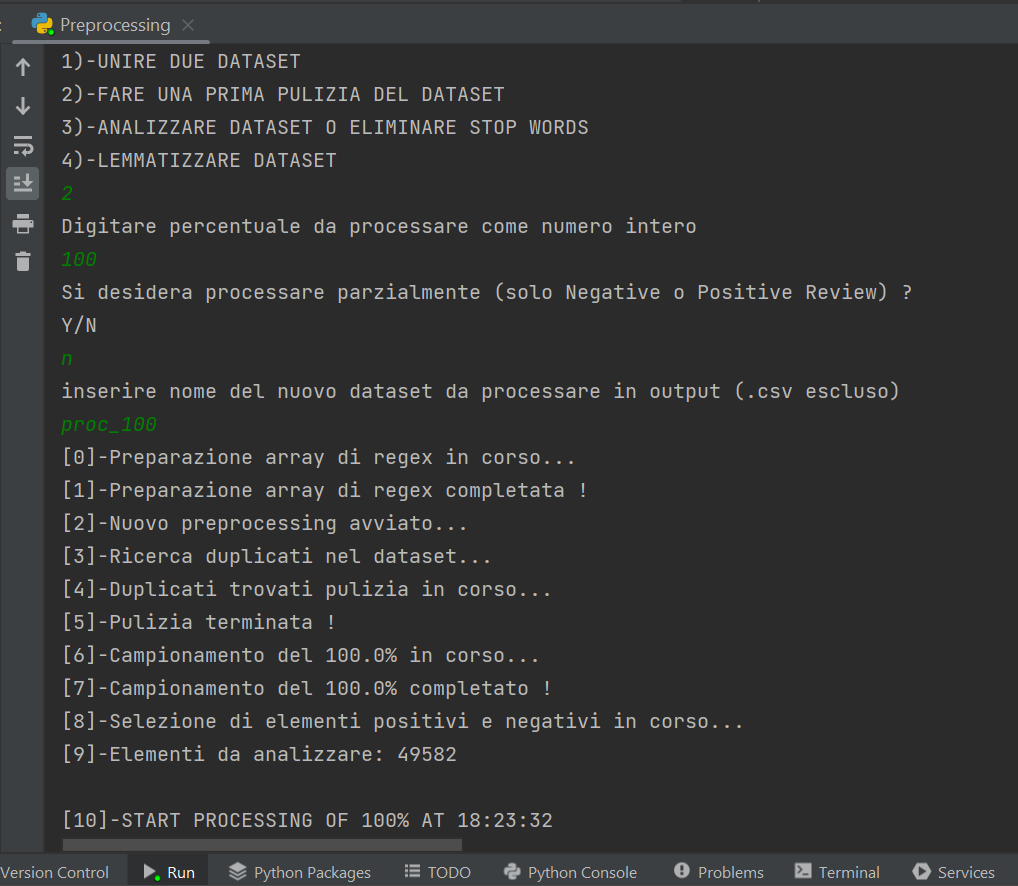 Preprocessing
1)-UNIRE DUE DATASET
2)-FARE UNA PRIMA PULIZIA DEL DATASET
3)-ANALIZZARE DATASET O ELIMINARE STOP WORDS
4)-LEMMATIZZARE DATASET
2
Digitare percentuale da processare come numero intero
100
Si desidera processare parzialmente (solo Negative o Positive Review) ?
Y/N
n
inserire nome del nuovo dataset da processare in output (.csv escluso)
proc_100
[0]-Preparazione array di regex in corso...
[1]-Preparazione array di regex completata !
[2]-Nuovo preprocessing avviato...
[3]-Ricerca duplicati nel dataset...
[4]-Duplicati trovati pulizia in corso...
[5]-Pulizia terminata !
[6]-Campionamento del 100.0% in corso...
[7]-Campionamento del 100.0% completato !
[8]-Selezione di elementi positivi e negativi in corso...
[9]-Elementi da analizzare: 49582
[10]-START PROCESSING OF 100% AT 18:23:32
Version Control Run Python Packages TODO Python Console Problems Terminal Services